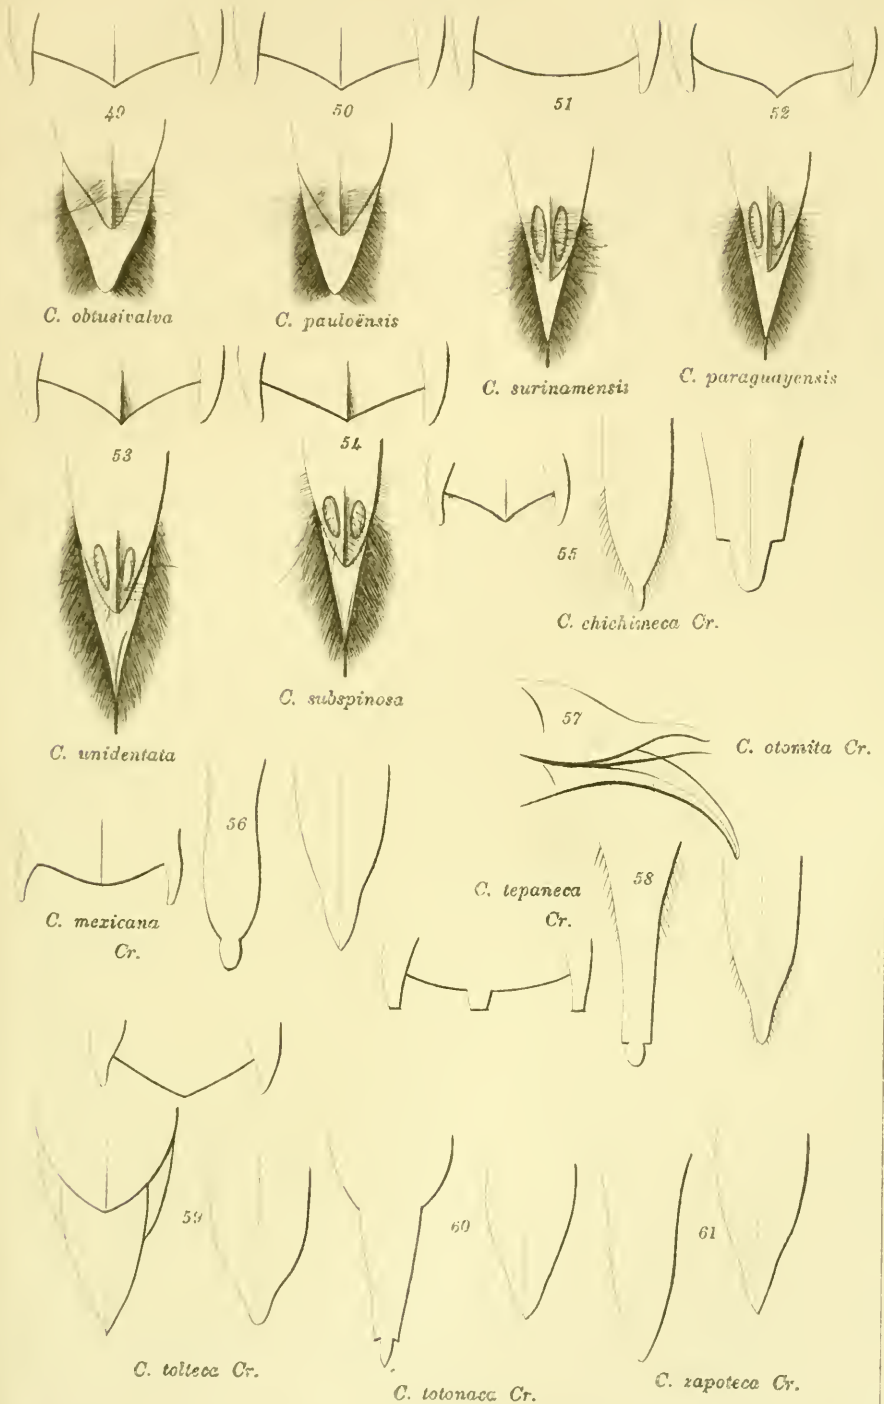 49
50
51
52
C. obtusivalva
C. pauloënsis
C. surinamensis
C. paraguayensis
53
54
55
C. chichimeca Cr.
C. unidentata
C. subspinosa
57
C. otomita Cr.
56
C. mexicana
Cr.
C. tepaneca
Cr.
58
59
60
61
C. tolteca Cr.
C. totonaca Cr.
C. zapoteca Cr.